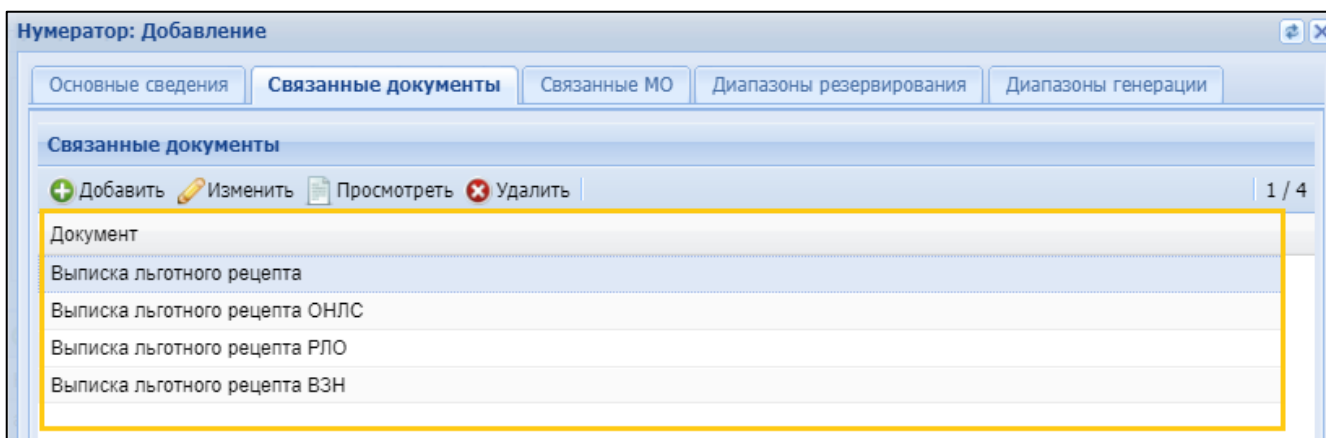 Нумератор: Добавление
Основные сведения Связанные документы Связанные МО Диапазоны резервирования Диапазоны генерации
Связанные документы
Добавить Изменить Просмотреть Удалить 1 / 4
Документ
Выписка льготного рецепта
Выписка льготного рецепта ОНЛС
Выписка льготного рецепта РЛО
Выписка льготного рецепта ВЗН